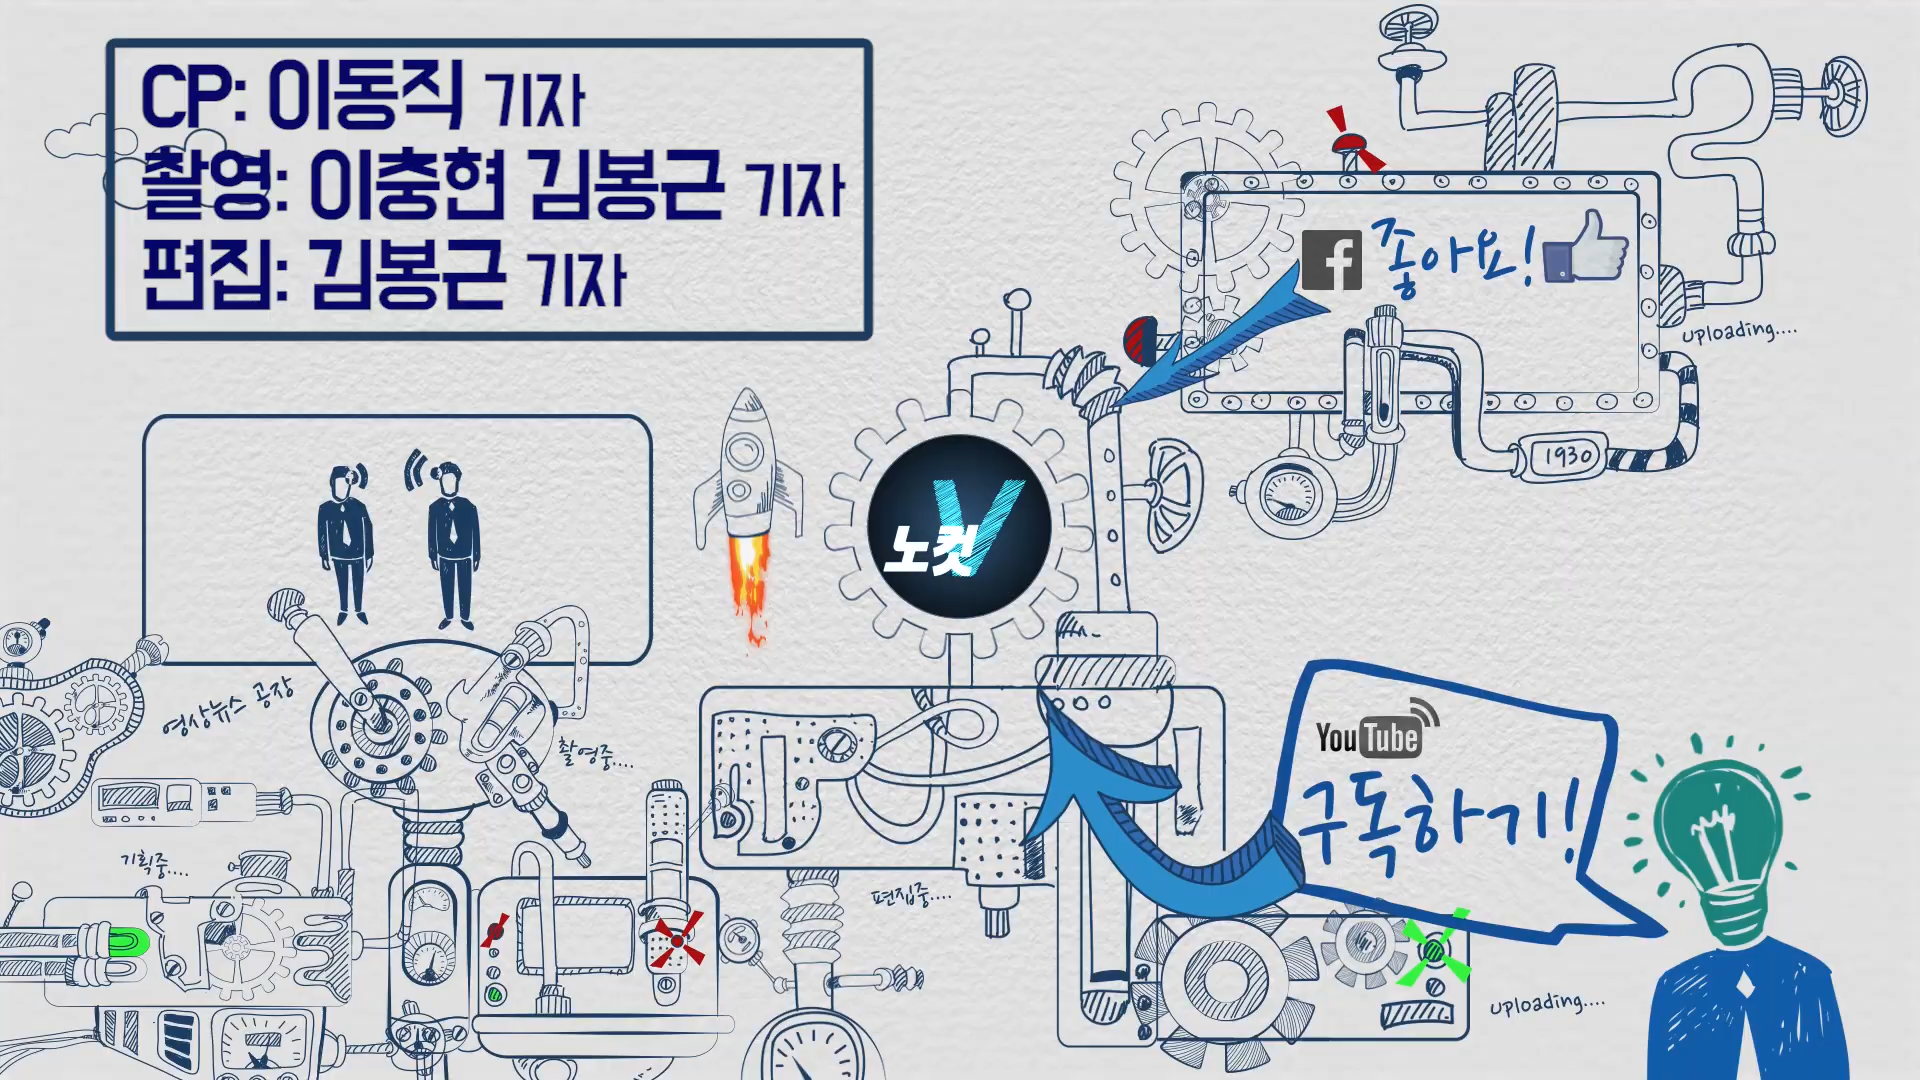 CP: 이동직 기자
촬영: 이충현 김봉근 기자
편집: 김봉근 기자
f 좋아요!
uploading....
1930
노컷V
영상뉴스 공장
촬영중....
YouTube
구독하기!
기획중....
편집중....
uploading....